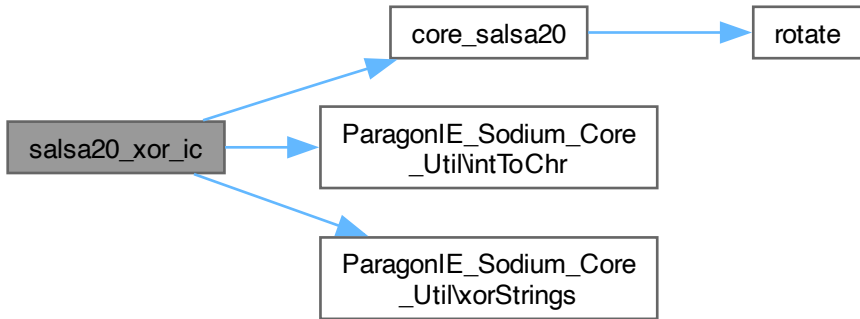 core_salsa20
rotate
salsa20_xor_ic
ParagonIE_Sodium_Core
_Util\intToChr
ParagonIE_Sodium_Core
_Util\xorStrings